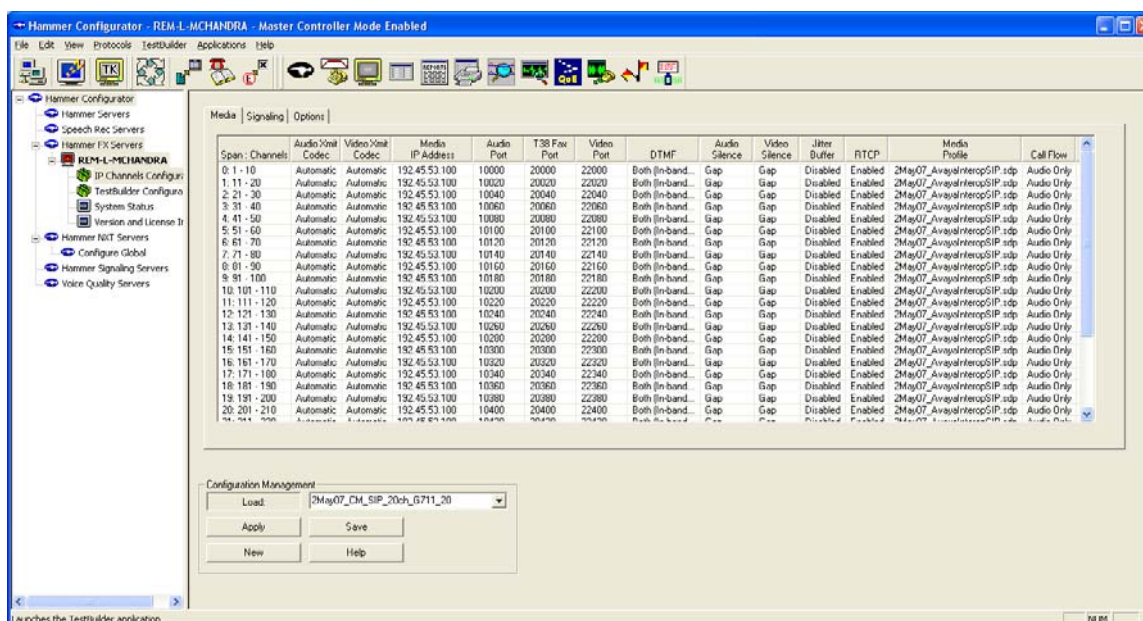 Hammer Configurator - REM-L-MCHANDRA - Master Controller Mode Enabled
File Edit View Protocols TestBuilder Applications Help
Hammer Configurator
Hammer Servers
Speech Rec Servers
Hammer FX Servers
REM-L-MCHANDRA
IP Channels Configur
TestBuilder Configura
System Status
Version and License Ir
Hammer NXT Servers
Configure Global
Hammer Signaling Servers
Voice Quality Servers
Media Signaling Options
Span : Channels Audio Xmit Codec Video Xmit Codec Media IP Address Audio Port T38 Fax Port Video Port DTMF Audio Silence Video Silence Jitter Buffer RTCP Media Profile Call Flow
0: 1 - 10 Automatic Automatic 192.45.53.100 10000 20000 22000 Both (In-band... Gap Gap Disabled Enabled 2May07_AvayaInteropSIP.sdp Audio Only
1: 11 - 20 Automatic Automatic 192.45.53.100 10020 20020 22020 Both (In-band... Gap Gap Disabled Enabled 2May07_AvayaInteropSIP.sdp Audio Only
2: 21 - 30 Automatic Automatic 192.45.53.100 10040 20040 22040 Both (In-band... Gap Gap Disabled Enabled 2May07_AvayaInteropSIP.sdp Audio Only
3: 31 - 40 Automatic Automatic 192.45.53.100 10060 20060 22060 Both (In-band... Gap Gap Disabled Enabled 2May07_AvayaInteropSIP.sdp Audio Only
4: 41 - 50 Automatic Automatic 192.45.53.100 10080 20080 22080 Both (In-band... Gap Gap Disabled Enabled 2May07_AvayaInteropSIP.sdp Audio Only
5: 51 - 60 Automatic Automatic 192.45.53.100 10100 20100 22100 Both (In-band... Gap Gap Disabled Enabled 2May07_AvayaInteropSIP.sdp Audio Only
6: 61 - 70 Automatic Automatic 192.45.53.100 10120 20120 22120 Both (In-band... Gap Gap Disabled Enabled 2May07_AvayaInteropSIP.sdp Audio Only
7: 71 - 80 Automatic Automatic 192.45.53.100 10140 20140 22140 Both (In-band... Gap Gap Disabled Enabled 2May07_AvayaInteropSIP.sdp Audio Only
8: 81 - 90 Automatic Automatic 192.45.53.100 10160 20160 22160 Both (In-band... Gap Gap Disabled Enabled 2May07_AvayaInteropSIP.sdp Audio Only
9: 91 - 100 Automatic Automatic 192.45.53.100 10180 20180 22180 Both (In-band... Gap Gap Disabled Enabled 2May07_AvayaInteropSIP.sdp Audio Only
10: 101 - 110 Automatic Automatic 192.45.53.100 10200 20200 22200 Both (In-band... Gap Gap Disabled Enabled 2May07_AvayaInteropSIP.sdp Audio Only
11: 111 - 120 Automatic Automatic 192.45.53.100 10220 20220 22220 Both (In-band... Gap Gap Disabled Enabled 2May07_AvayaInteropSIP.sdp Audio Only
12: 121 - 130 Automatic Automatic 192.45.53.100 10240 20240 22240 Both (In-band... Gap Gap Disabled Enabled 2May07_AvayaInteropSIP.sdp Audio Only
13: 131 - 140 Automatic Automatic 192.45.53.100 10260 20260 22260 Both (In-band... Gap Gap Disabled Enabled 2May07_AvayaInteropSIP.sdp Audio Only
14: 141 - 150 Automatic Automatic 192.45.53.100 10280 20280 22280 Both (In-band... Gap Gap Disabled Enabled 2May07_AvayaInteropSIP.sdp Audio Only
15: 151 - 160 Automatic Automatic 192.45.53.100 10300 20300 22300 Both (In-band... Gap Gap Disabled Enabled 2May07_AvayaInteropSIP.sdp Audio Only
16: 161 - 170 Automatic Automatic 192.45.53.100 10320 20320 22320 Both (In-band... Gap Gap Disabled Enabled 2May07_AvayaInteropSIP.sdp Audio Only
17: 171 - 180 Automatic Automatic 192.45.53.100 10340 20340 22340 Both (In-band... Gap Gap Disabled Enabled 2May07_AvayaInteropSIP.sdp Audio Only
18: 181 - 190 Automatic Automatic 192.45.53.100 10360 20360 22360 Both (In-band... Gap Gap Disabled Enabled 2May07_AvayaInteropSIP.sdp Audio Only
19: 191 - 200 Automatic Automatic 192.45.53.100 10380 20380 22380 Both (In-band... Gap Gap Disabled Enabled 2May07_AvayaInteropSIP.sdp Audio Only
20: 201 - 210 Automatic Automatic 192.45.53.100 10400 20400 22400 Both (In-band... Gap Gap Disabled Enabled 2May07_AvayaInteropSIP.sdp Audio Only
Configuration Management
Load: 2May07_CM_SIP_20ch_G711_20
Apply Save
New Help
Launches the TestBuilder application
NUM